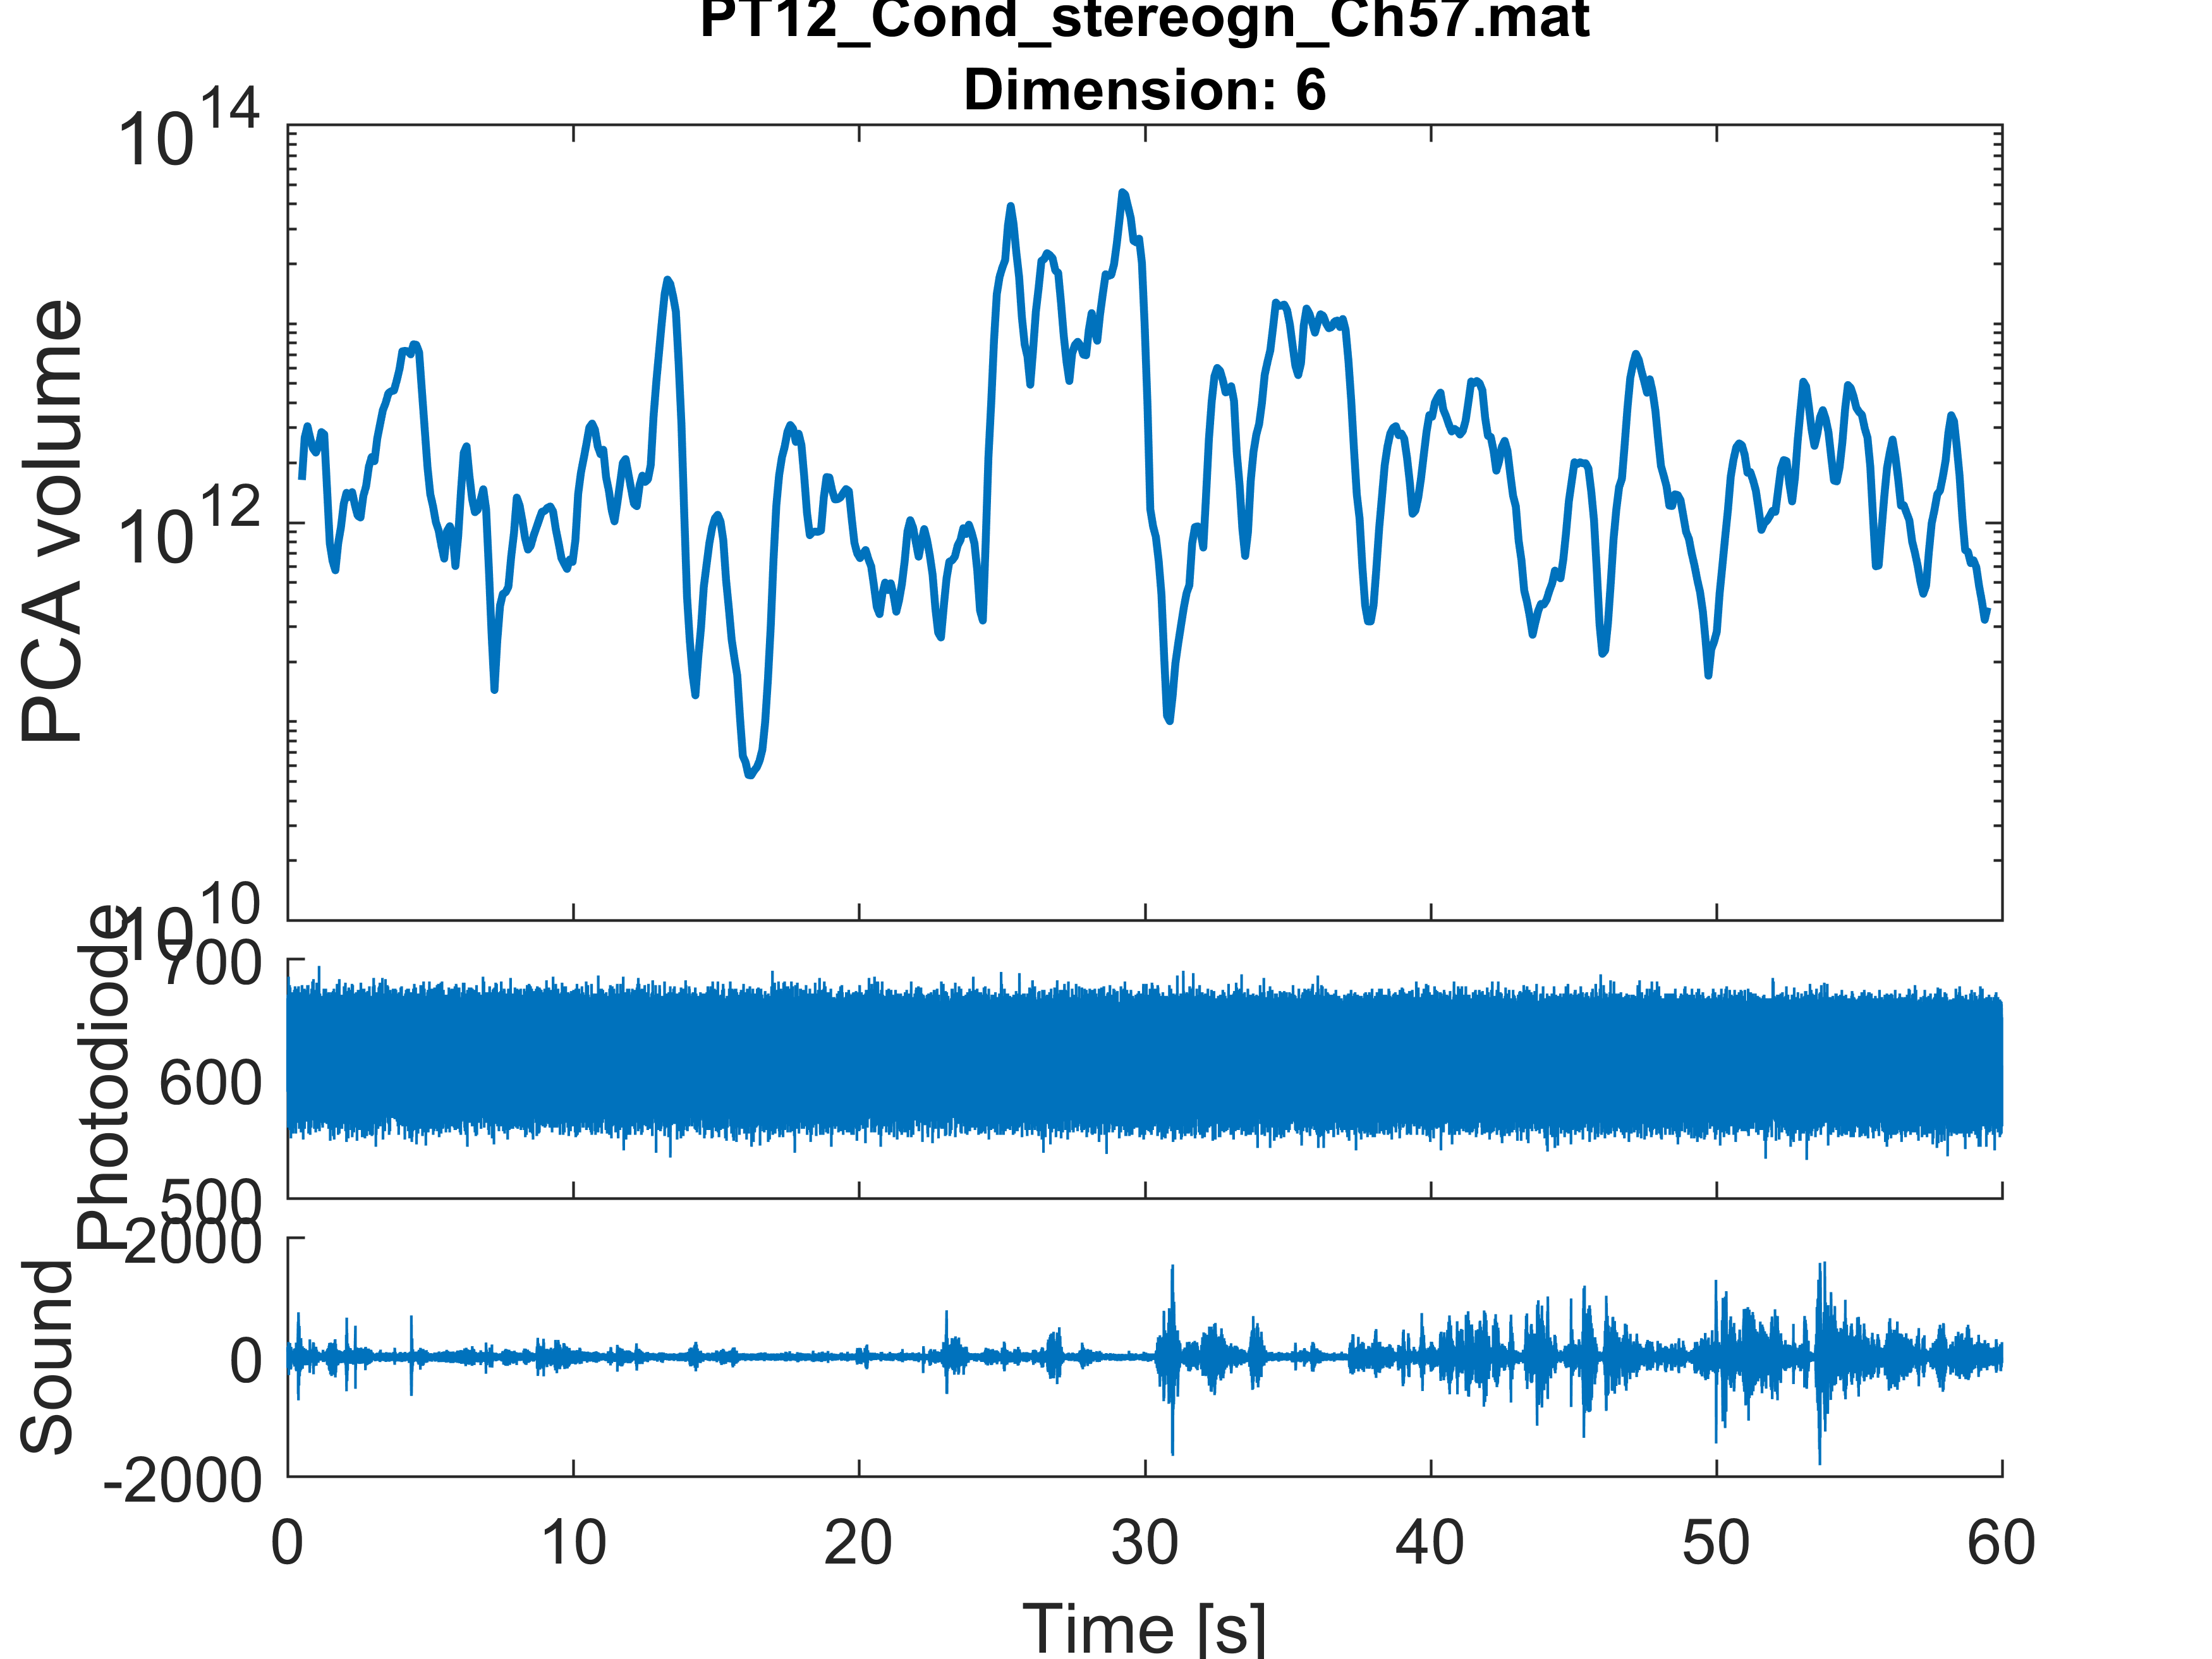 PT12_Cond_stereogn_Ch57.mat
Dimension: 6
10^14
10^12
10^10
PCA volume
700
600
500
Photodiode
2000
0
-2000
Sound
0 10 20 30 40 50 60
Time [s]